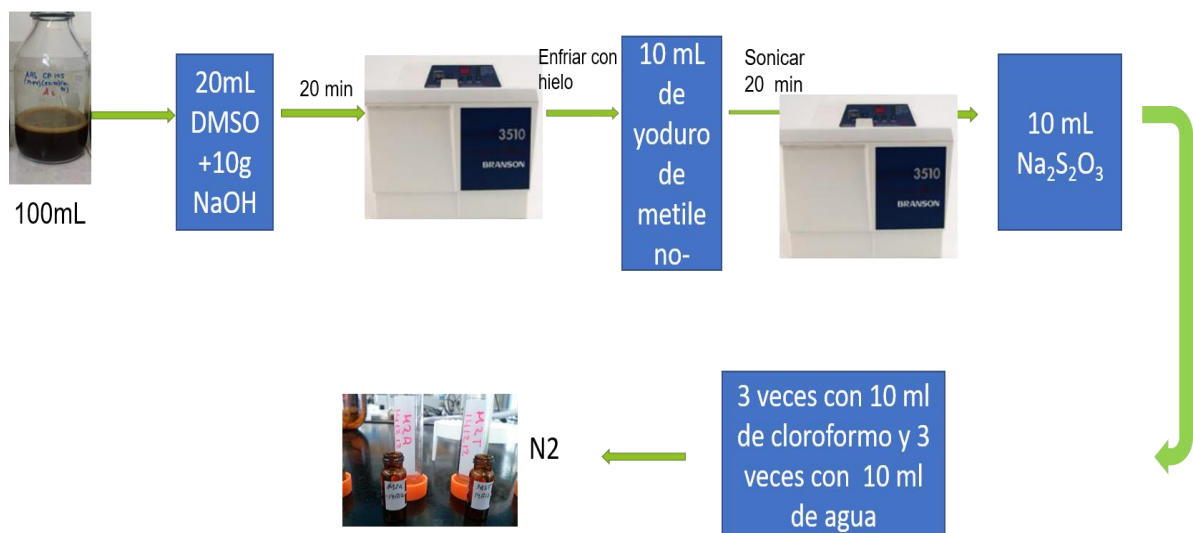 100mL
20mL
DMSO
+10g
NaOH
20 min
3510
BRANSON
Enfriar con
hielo
10 mL
de
yoduro
de
metile
no-
Sonicar
20 min
3510
BRANSON
10 mL
Na₂S₂O₃
3 veces con 10 ml
de cloroformo y 3
veces con 10 ml
de agua
N2
M2A
M2T